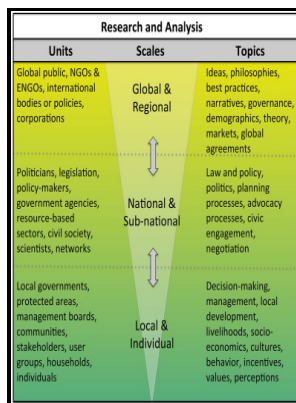 Research and Analysis
Units Scales Topics
Global public, NGOs &
ENGOs, international
bodies or policies,
corporations
Global &
Regional
Ideas, philosophies,
best practices,
narratives, governance,
demographics, theory,
markets, global
agreements
Politicians, legislation,
policy-makers,
government agencies,
resource-based
sectors, civil society,
scientists, networks
National &
Sub-national
Law and policy,
politics, planning
processes, advocacy
processes, civic
engagement,
negotiation
Local governments,
protected areas,
management boards,
communities,
stakeholders, user
groups, households,
individuals
Local &
Individual
Decision-making,
management, local
development,
livelihoods, socio-
economics, cultures,
behavior, incentives,
values, perceptions